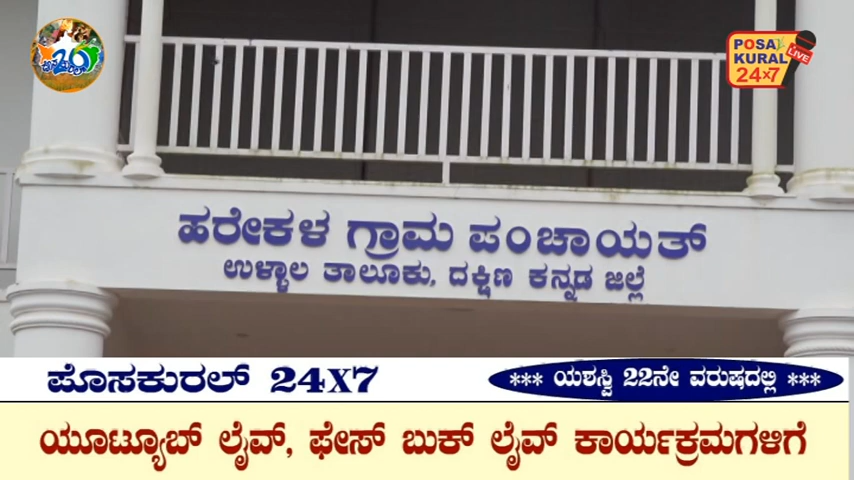 POSA
KURAL
24x7
LIVE
ಹರೇಕಳ ಗ್ರಾಮ ಪಂಚಾಯತ್
ಉಳ್ಳಾಲ ತಾಲೂಕು, ದಕ್ಷಿಣ ಕನ್ನಡ ಜಿಲ್ಲೆ
ಪೊಸಕುರಲ್ 24x7
*** ಯಶಸ್ವಿ 22ನೇ ವರುಷದಲ್ಲಿ ***
ಯೂಟ್ಯೂಬ್ ಲೈವ್, ಫೇಸ್ ಬುಕ್ ಲೈವ್ ಕಾರ್ಯಕ್ರಮಗಳಿಗೆ